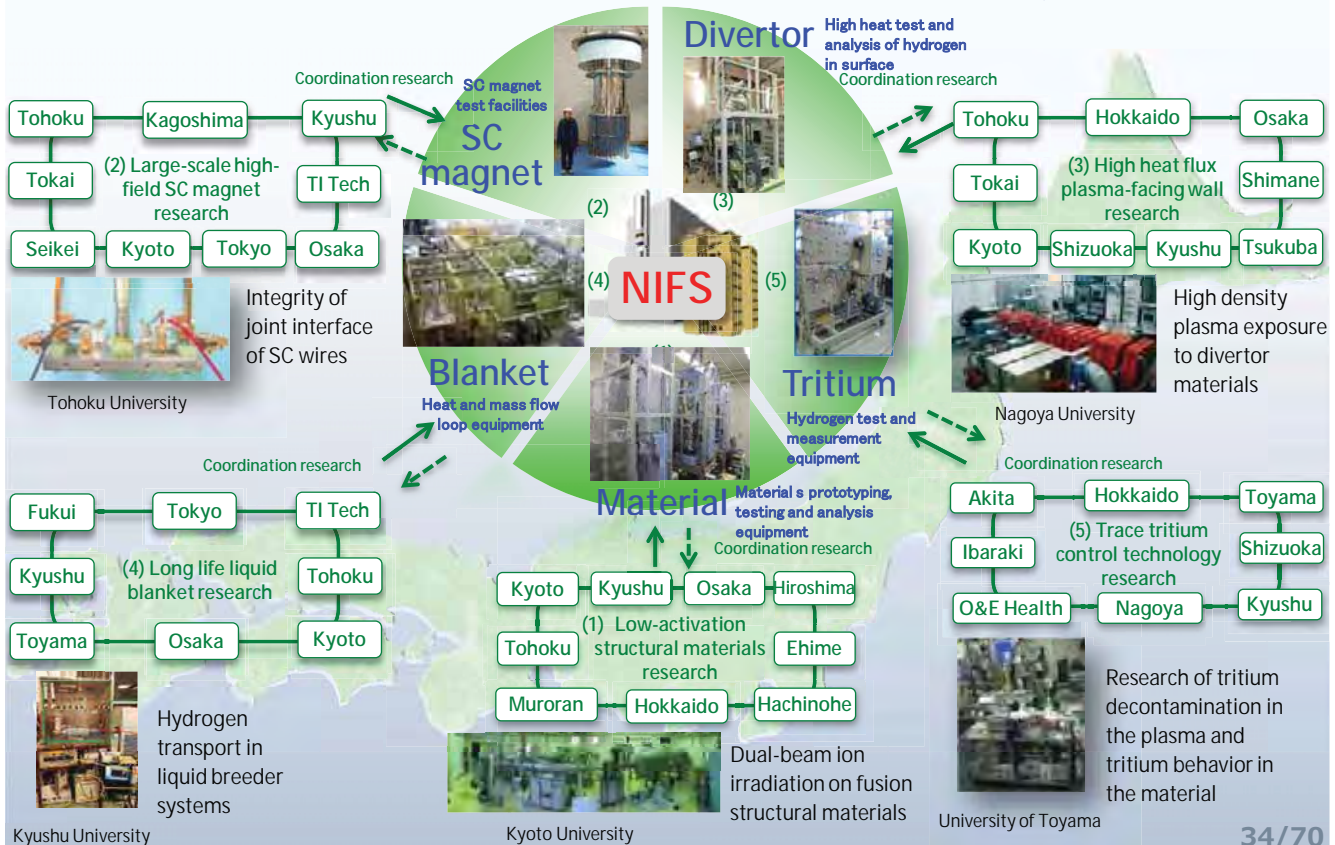 Divertor
High heat test and
analysis of hydrogen
in surface
Coordination research
Coordination research
SC magnet
test facilities
SC
magnet
Tohoku
Kagoshima
Kyushu
Tokai
(2) Large-scale high-
field SC magnet
research
TI Tech
Seikei
Kyoto
Tokyo
Osaka
Integrity of
joint interface
of SC wires
Tohoku University
Tohoku
Hokkaido
Osaka
Tokai
(3) High heat flux
plasma-facing wall
research
Shimane
Kyoto
Shizuoka
Kyushu
Tsukuba
High density
plasma exposure
to divertor
materials
Nagoya University
(2)
(3)
(4)
NIFS
(5)
Blanket
Heat and mass flow
loop equipment
Coordination research
Tritium
Hydrogen test and
measurement
equipment
Coordination research
Material
Material s prototyping,
testing and analysis
equipment
Coordination research
Fukui
Tokyo
TI Tech
Kyushu
(4) Long life liquid
blanket research
Tohoku
Toyama
Osaka
Kyoto
Hydrogen
transport in
liquid breeder
systems
Kyushu University
Kyoto
Kyushu
Osaka
Hiroshima
Tohoku
(1) Low-activation
structural materials
research
Ehime
Muroran
Hokkaido
Hachinohe
Dual-beam ion
irradiation on fusion
structural materials
Kyoto University
Akita
Hokkaido
Toyama
Ibaraki
(5) Trace tritium
control technology
research
Shizuoka
O&E Health
Nagoya
Kyushu
Research of tritium
decontamination in
the plasma and
tritium behavior in
the material
University of Toyama
34/70